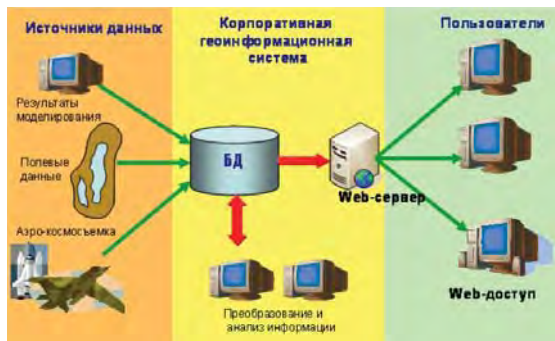 Источники данных
Корпоративная
геоинформационная
система
Пользователи
Результаты
моделирования
Полевые
данные
Аэро-космосъемка
БД
Web-сервер
Преобразование и
анализ информации
Web-доступ